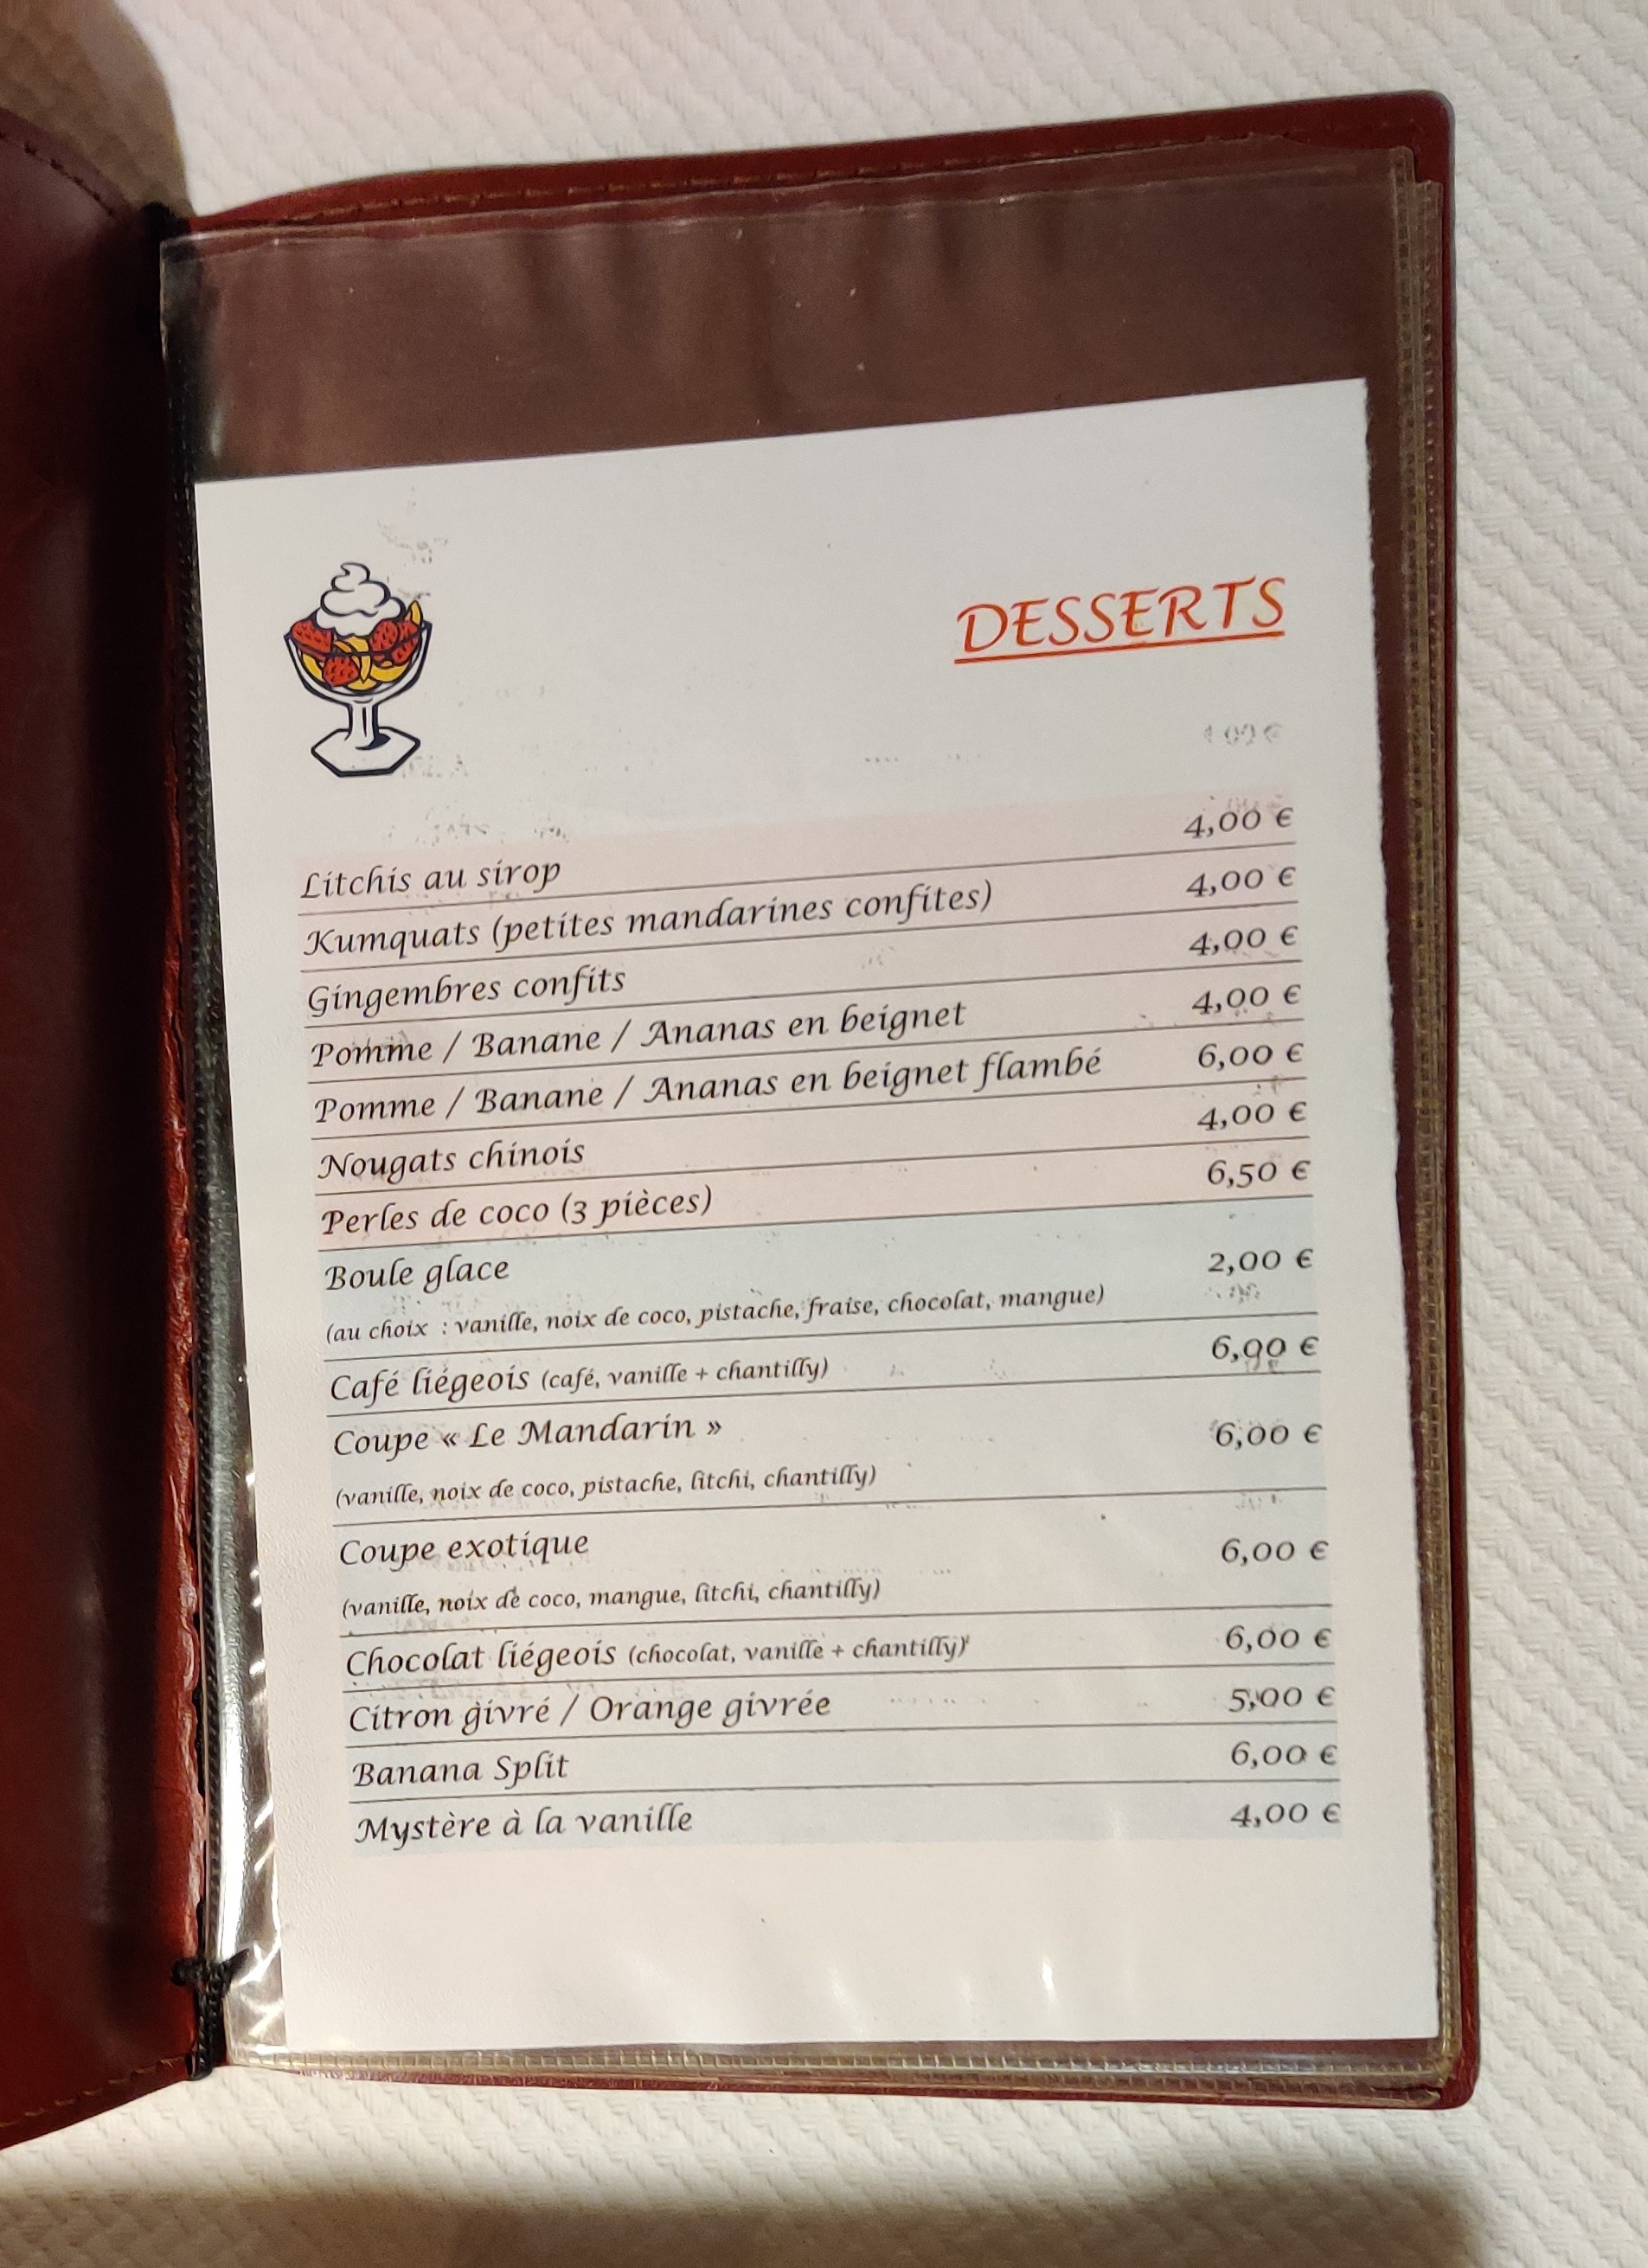 DESSERTS
Litchis au sirop 4,00 €
Kumquats (petites mandarines confites) 4,00 €
Gingembres confits 4,00 €
Pomme / Banane / Ananas en beignet 4,00 €
Pomme / Banane / Ananas en beignet flambé 6,00 €
Nougats chinois 4,00 €
Perles de coco (3 pièces) 6,50 €
Boule glace 2,00 €
(au choix : vanille, noix de coco, pistache, fraise, chocolat, mangue)
Café liégeois (café, vanille + chantilly) 6,00 €
Coupe « Le Mandarin » 6,00 €
(vanille, noix de coco, pistache, litchi, chantilly)
Coupe exotique 6,00 €
(vanille, noix de coco, mangue, litchi, chantilly)
Chocolat liégeois (chocolat, vanille + chantilly) 6,00 €
Citron givré / Orange givrée 5,00 €
Banana Split 6,00 €
Mystère à la vanille 4,00 €